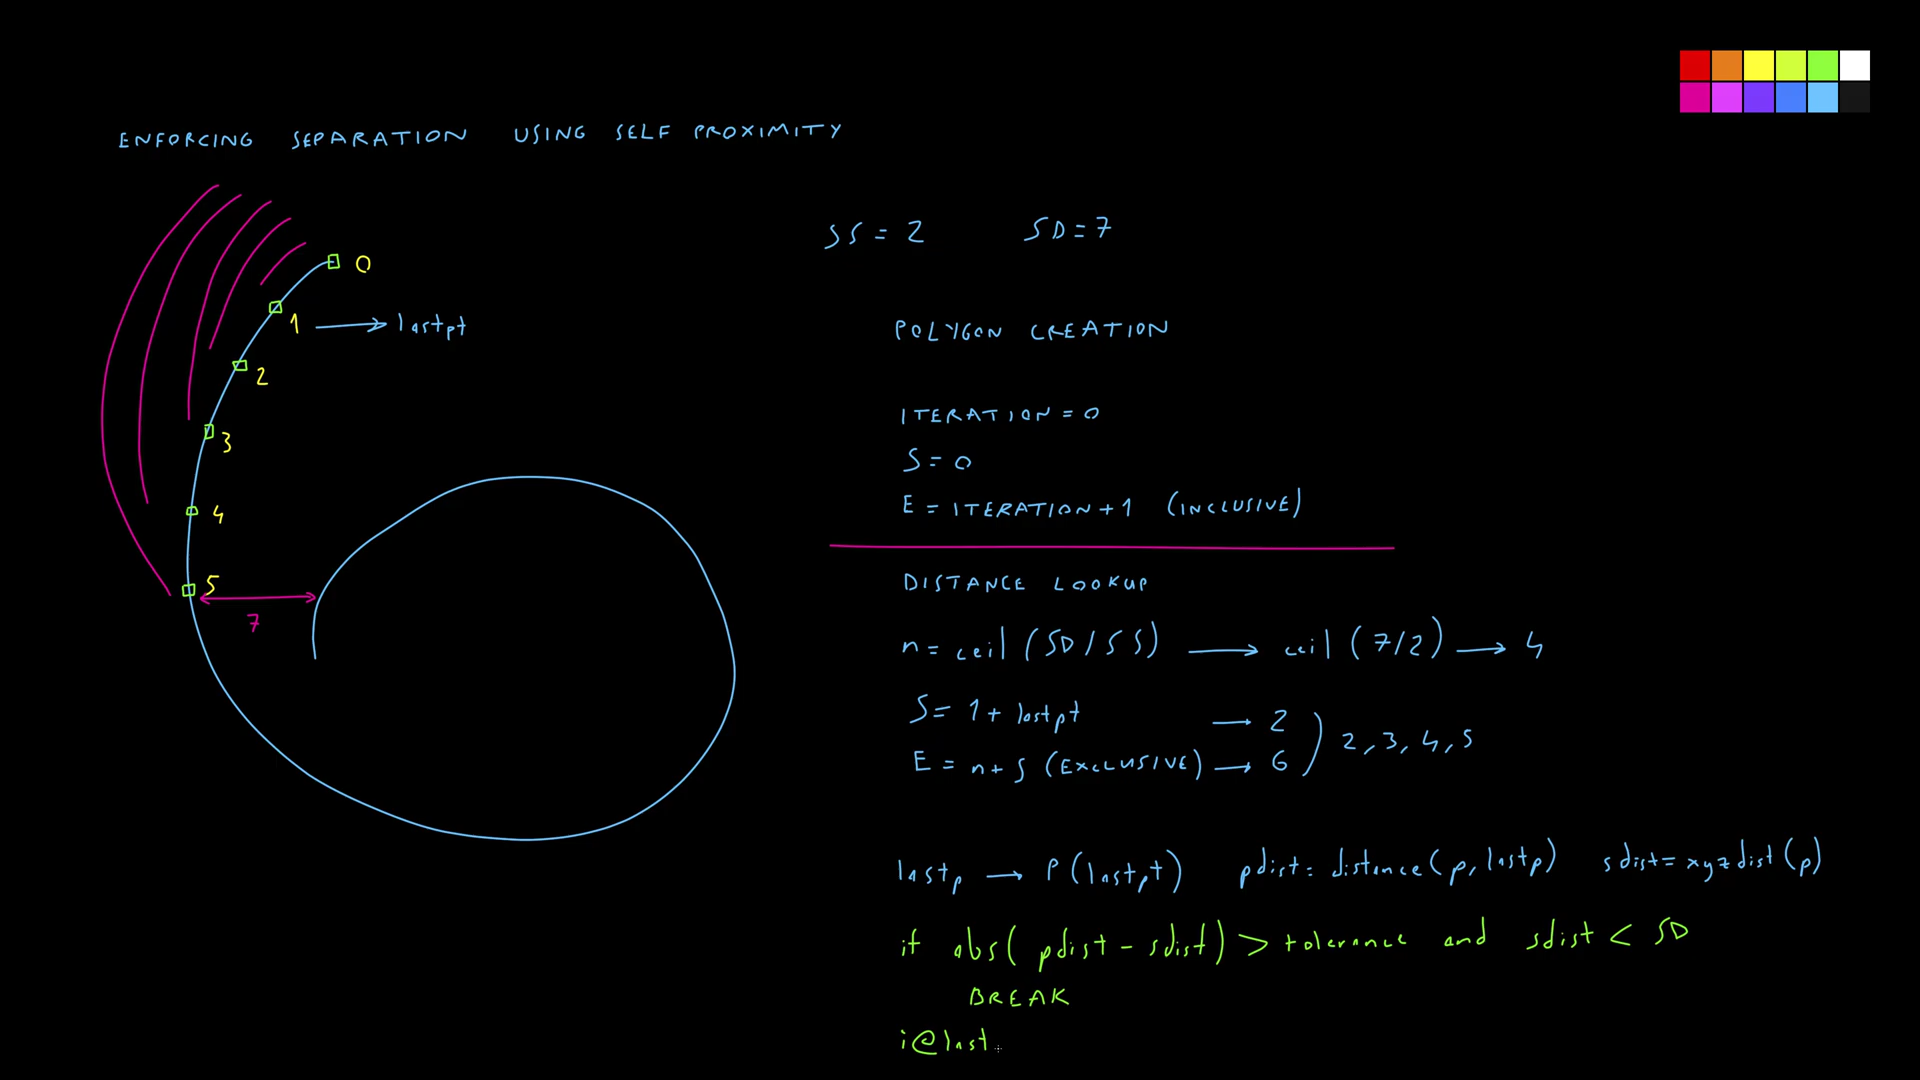 ENFORCING SEPARATION USING SELF PROXIMITY
SS = 2 SD = 7
0
1 → lastpt
2
3
4
5
7
POLYGON CREATION
ITERATION = 0
S = 0
E = ITERATION + 1 (INCLUSIVE)
DISTANCE LOOKUP
n = ceil (SD / SS) → ceil (7/2) → 4
S = 1 + lastpt → 2
E = n + S (EXCLUSIVE) → 6 ) 2, 3, 4, 5
lastp → P(lastpt) pdist = distance(p, lastp) sdist = xyzdist(p)
if abs( pdist - sdist) > tolerance and sdist < SD
BREAK
i@last